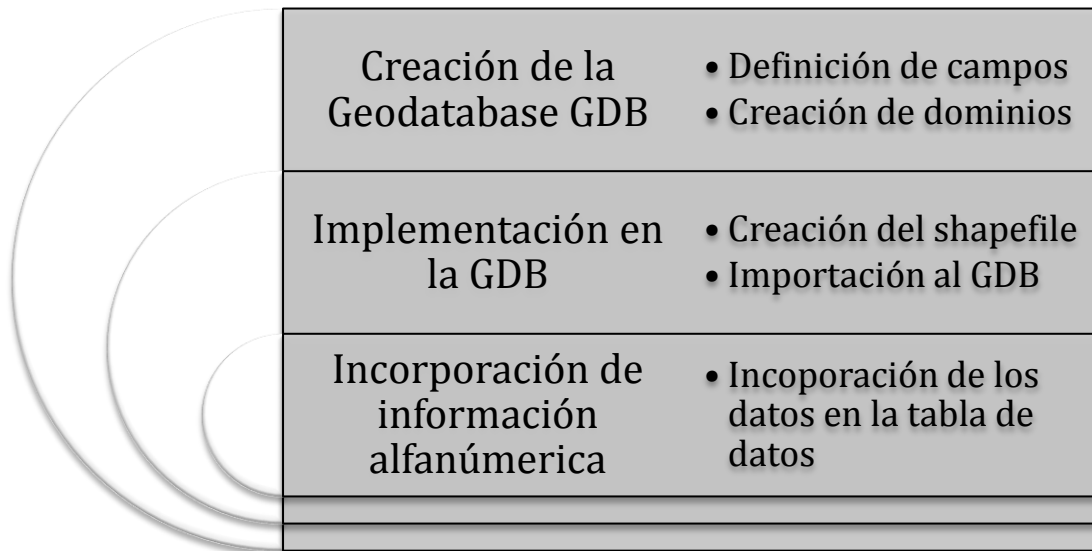 Creación de la
Geodatabase GDB
• Definición de campos
• Creación de dominios
Implementación en
la GDB
• Creación del shapefile
• Importación al GDB
Incorporación de
información
alfanúmerica
• Incoporación de los
datos en la tabla de
datos